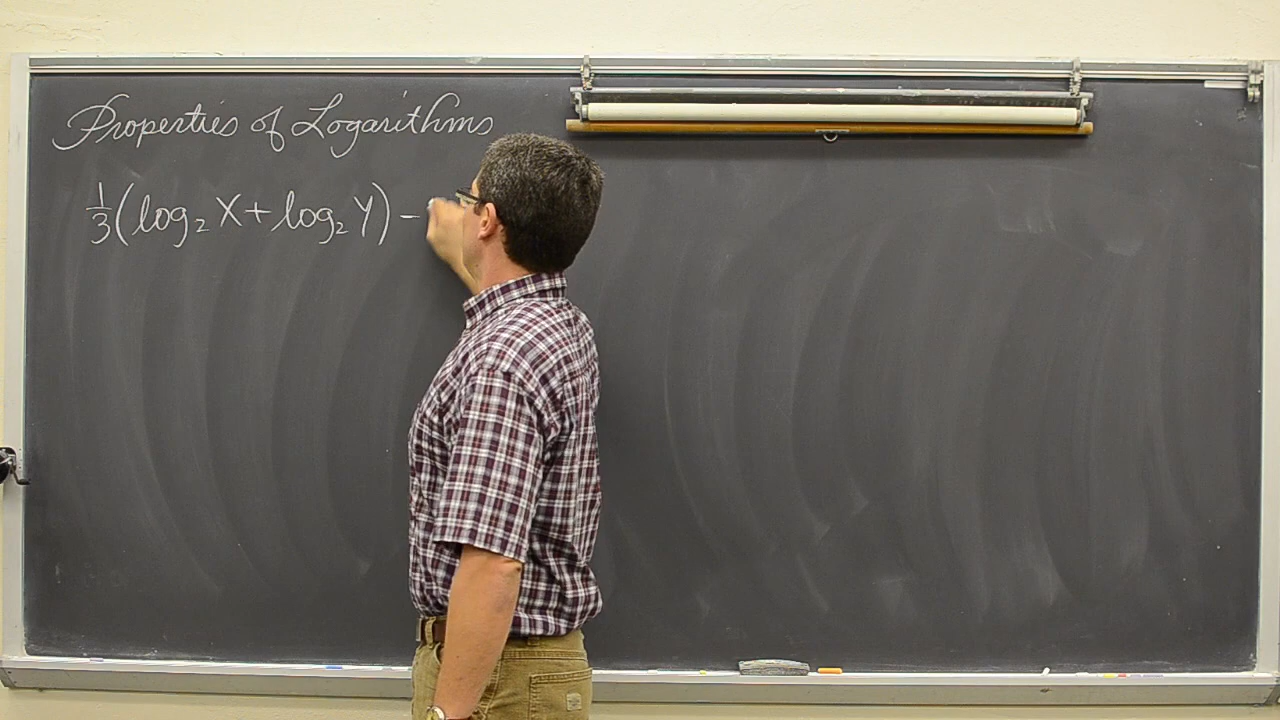 Properties of Logarithms
⅓(log₂ X + log₂ Y) −